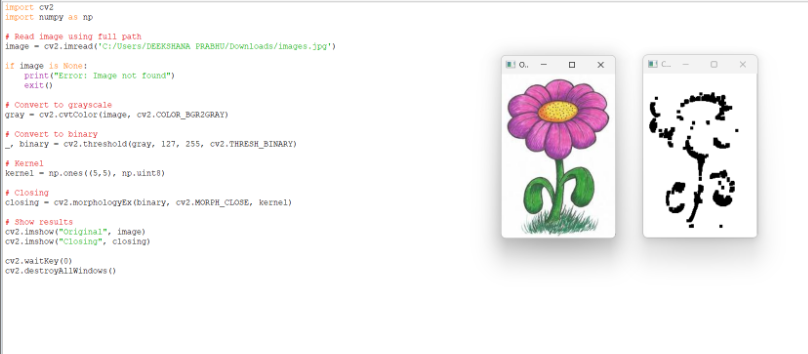 import cv2
import numpy as np
# Read image using full path
image = cv2.imread('C:/Users/DEEKSHANA PRABHU/Downloads/images.jpg')
if image is None:
    print("Error: Image not found")
    exit()
# Convert to grayscale
gray = cv2.cvtColor(image, cv2.COLOR_BGR2GRAY)
# Convert to binary
_, binary = cv2.threshold(gray, 127, 255, cv2.THRESH_BINARY)
# Kernel
kernel = np.ones((5,5), np.uint8)
# Closing
closing = cv2.morphologyEx(binary, cv2.MORPH_CLOSE, kernel)
# Show results
cv2.imshow("Original", image)
cv2.imshow("Closing", closing)
cv2.waitKey(0)
cv2.destroyAllWindows()
O...
C...